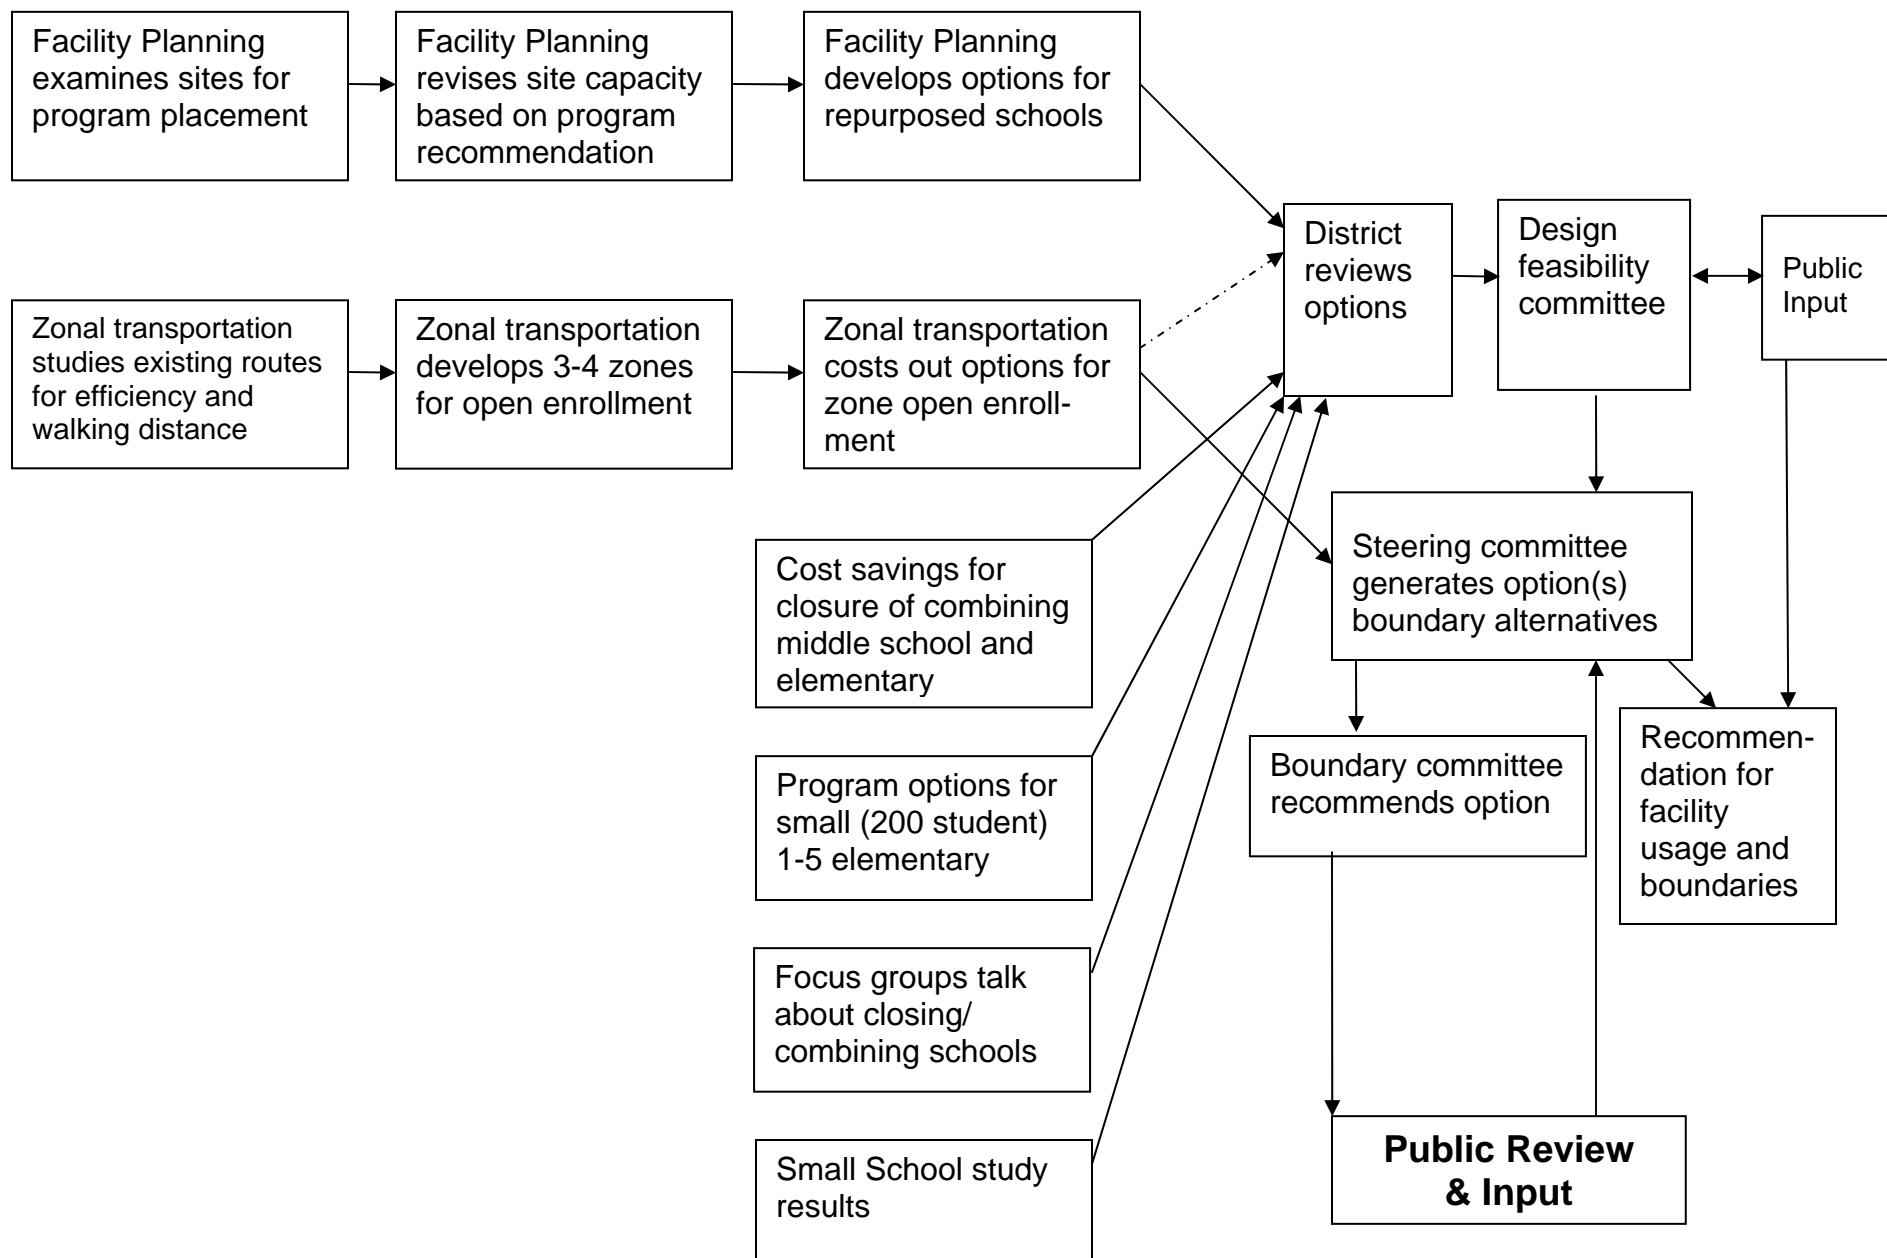 Facility Planning
examines sites for
program placement
Facility Planning
revises site capacity
based on program
recommendation
Facility Planning
develops options for
repurposed schools
District
reviews
options
Design
feasibility
committee
Public
Input
Zonal transportation
studies existing routes
for efficiency and
walking distance
Zonal transportation
develops 3-4 zones
for open enrollment
Zonal transportation
costs out options for
zone open enroll-
ment
Cost savings for
closure of combining
middle school and
elementary
Steering committee
generates option(s)
boundary alternatives
Program options for
small (200 student)
1-5 elementary
Boundary committee
recommends option
Recommen-
dation for
facility
usage and
boundaries
Focus groups talk
about closing/
combining schools
Small School study
results
Public Review
& Input